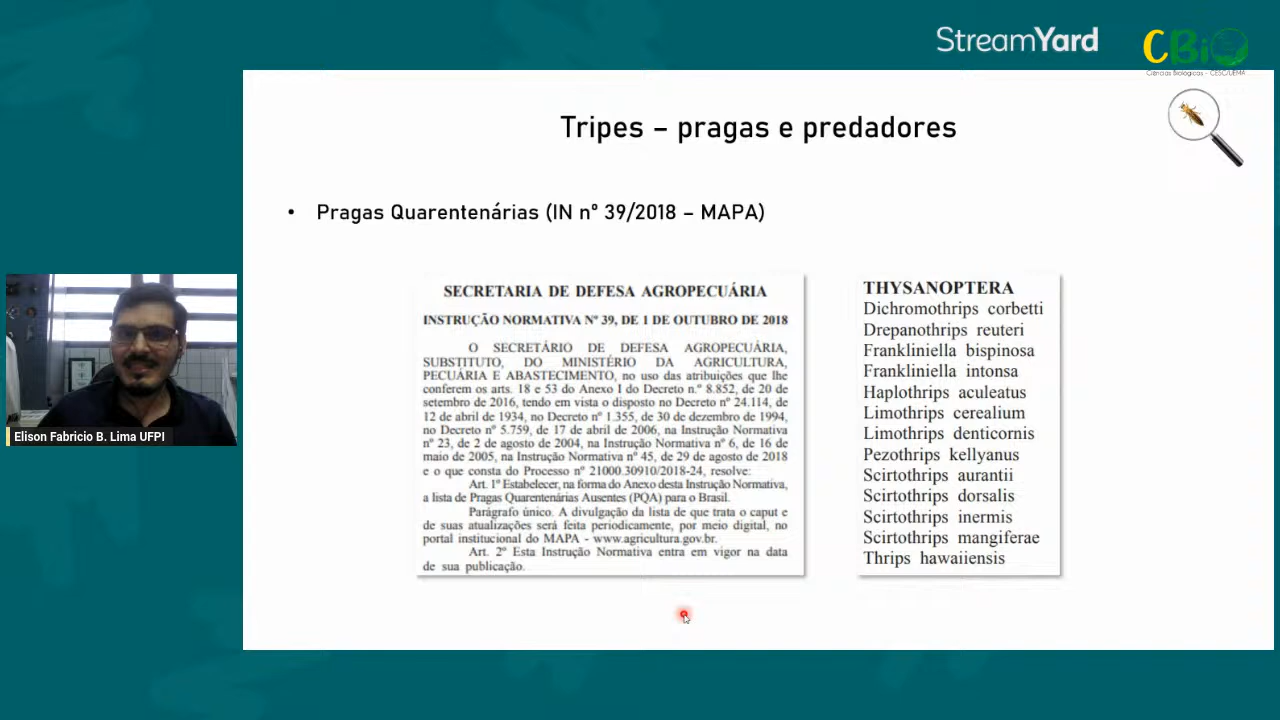 StreamYard
CBiO
Ciências Biológicas - CESC/UEMA
Tripes – pragas e predadores
• Pragas Quarentenárias (IN nº 39/2018 – MAPA)
SECRETARIA DE DEFESA AGROPECUÁRIA
INSTRUÇÃO NORMATIVA Nº 39, DE 1 DE OUTUBRO DE 2018
O SECRETÁRIO DE DEFESA AGROPECUÁRIA,
SUBSTITUTO, DO MINISTÉRIO DA AGRICULTURA,
PECUÁRIA E ABASTECIMENTO, no uso das atribuições que lhe
conferem os arts. 18 e 53 do Anexo I do Decreto n.º 8.852, de 20 de
setembro de 2016, tendo em vista o disposto no Decreto nº 24.114, de
12 de abril de 1934, no Decreto nº 1.355, de 30 de dezembro de 1994,
no Decreto nº 5.759, de 17 de abril de 2006, na Instrução Normativa
nº 23, de 2 de agosto de 2004, na Instrução Normativa nº 6, de 16 de
maio de 2005, na Instrução Normativa nº 45, de 29 de agosto de 2018
e o que consta do Processo nº 21000.30910/2018-24, resolve:
Art. 1º Estabelecer, na forma do Anexo desta Instrução Normativa,
a lista de Pragas Quarentenárias Ausentes (PQA) para o Brasil.
Parágrafo único. A divulgação da lista de que trata o caput e
de suas atualizações será feita periodicamente, por meio digital, no
portal institucional do MAPA - www.agricultura.gov.br.
Art. 2º Esta Instrução Normativa entra em vigor na data
de sua publicação.
THYSANOPTERA
Dichromothrips corbetti
Drepanothrips reuteri
Frankliniella bispinosa
Frankliniella intonsa
Haplothrips aculeatus
Limothrips cerealium
Limothrips denticornis
Pezothrips kellyanus
Scirtothrips aurantii
Scirtothrips dorsalis
Scirtothrips inermis
Scirtothrips mangiferae
Thrips hawaiiensis
Elison Fabricio B. Lima UFPI